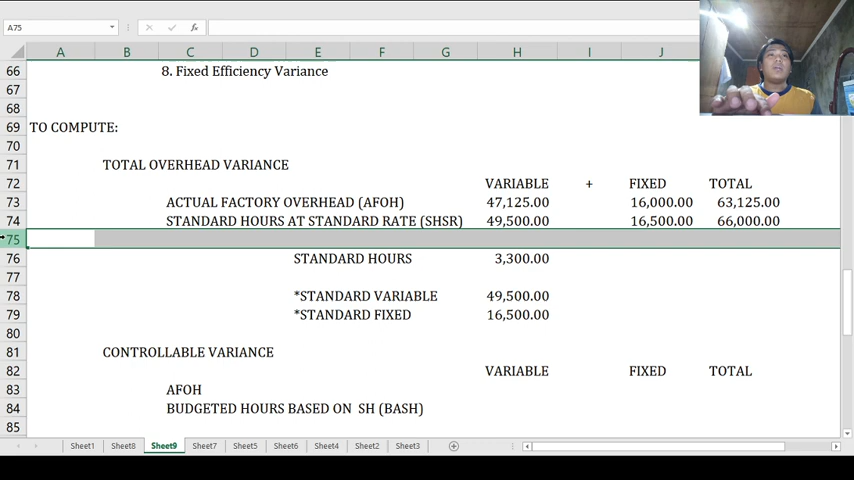 A75
fx
A B C D E F G H I J
66 8. Fixed Efficiency Variance
67
68
69 TO COMPUTE:
70
71 TOTAL OVERHEAD VARIANCE
72 VARIABLE + FIXED TOTAL
73 ACTUAL FACTORY OVERHEAD (AFOH) 47,125.00 16,000.00 63,125.00
74 STANDARD HOURS AT STANDARD RATE (SHSR) 49,500.00 16,500.00 66,000.00
75
76 STANDARD HOURS 3,300.00
77
78 *STANDARD VARIABLE 49,500.00
79 *STANDARD FIXED 16,500.00
80
81 CONTROLLABLE VARIANCE
82 VARIABLE FIXED TOTAL
83 AFOH
84 BUDGETED HOURS BASED ON SH (BASH)
85
Sheet1 Sheet8 Sheet9 Sheet7 Sheet5 Sheet6 Sheet4 Sheet2 Sheet3